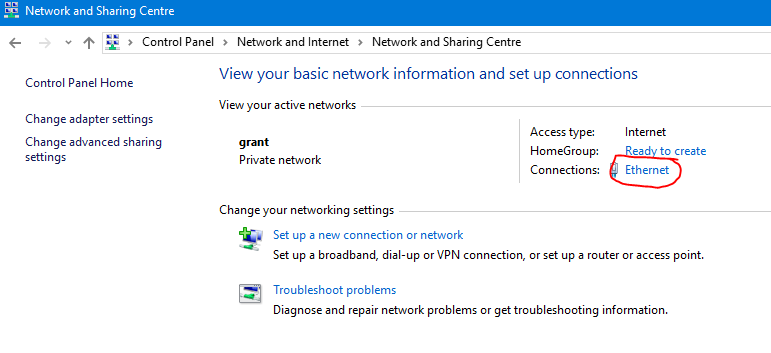 Network and Sharing Centre
Control Panel > Network and Internet > Network and Sharing Centre
Control Panel Home
Change adapter settings
Change advanced sharing
settings
View your basic network information and set up connections
View your active networks
grant
Private network
Access type: Internet
HomeGroup: Ready to create
Connections: Ethernet
Change your networking settings
Set up a new connection or network
Set up a broadband, dial-up or VPN connection, or set up a router or access point.
Troubleshoot problems
Diagnose and repair network problems or get troubleshooting information.